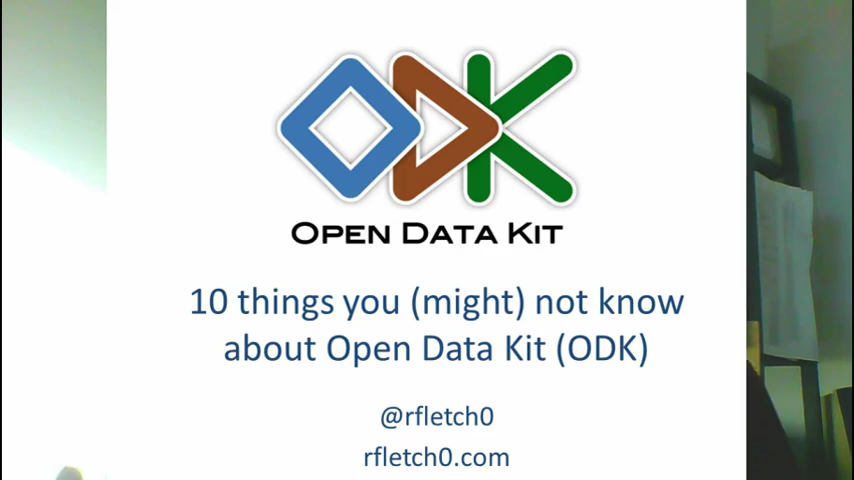 ODK
OPEN DATA KIT
10 things you (might) not know
about Open Data Kit (ODK)
@rfletch0
rfletch0.com